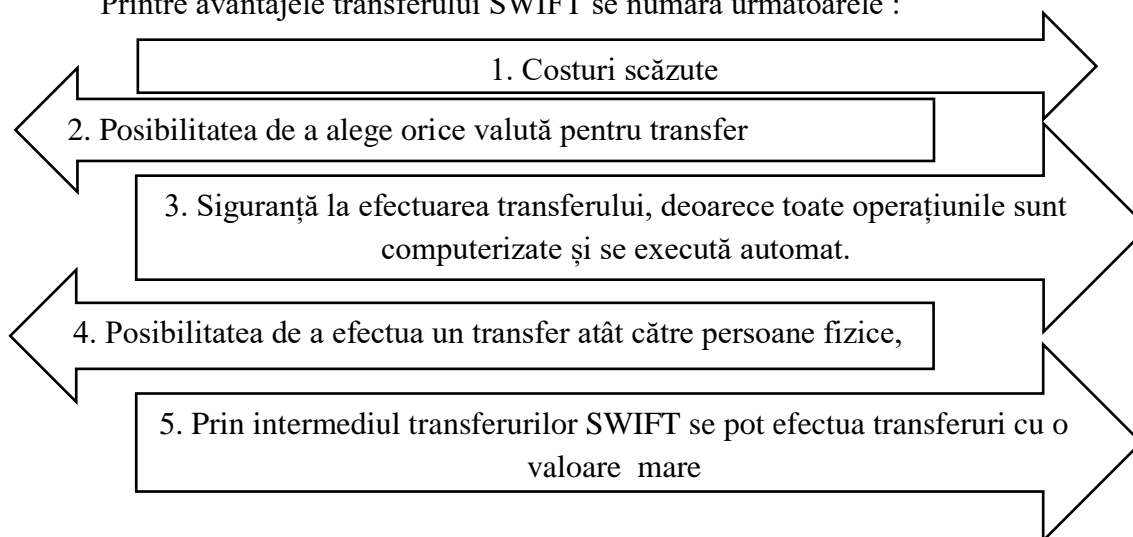 Printre avantajele transferului SWIFT se numără următoarele :
1. Costuri scăzute
2. Posibilitatea de a alege orice valută pentru transfer
3. Siguranță la efectuarea transferului, deoarece toate operațiunile sunt
computerizate și se execută automat.
4. Posibilitatea de a efectua un transfer atât către persoane fizice,
5. Prin intermediul transferurilor SWIFT se pot efectua transferuri cu o
valoare mare